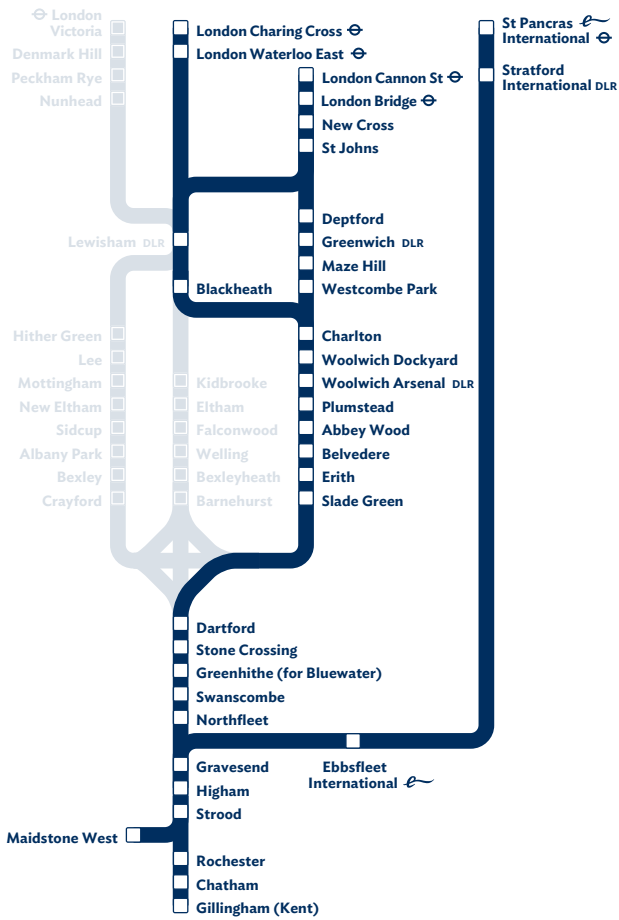 London
Victoria
Denmark Hill
Peckham Rye
Nunhead
London Charing Cross
London Waterloo East
London Cannon St
London Bridge
New Cross
St Johns
St Pancras
International
Stratford
International DLR
Lewisham DLR
Blackheath
Deptford
Greenwich DLR
Maze Hill
Westcombe Park
Hither Green
Lee
Mottingham
New Eltham
Sidcup
Albany Park
Bexley
Crayford
Kidbrooke
Eltham
Falconwood
Welling
Bexleyheath
Barnehurst
Charlton
Woolwich Dockyard
Woolwich Arsenal DLR
Plumstead
Abbey Wood
Belvedere
Erith
Slade Green
Dartford
Stone Crossing
Greenhithe (for Bluewater)
Swanscombe
Northfleet
Ebbsfleet
International
Gravesend
Higham
Strood
Maidstone West
Rochester
Chatham
Gillingham (Kent)